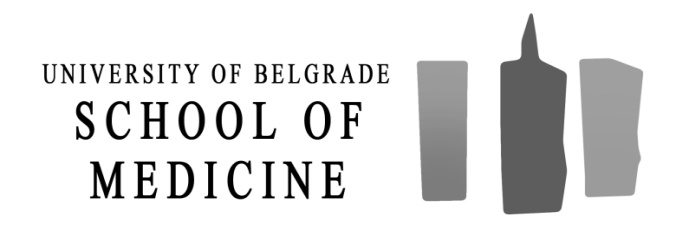 UNIVERSITY OF BELGRADE
SCHOOL OF
MEDICINE